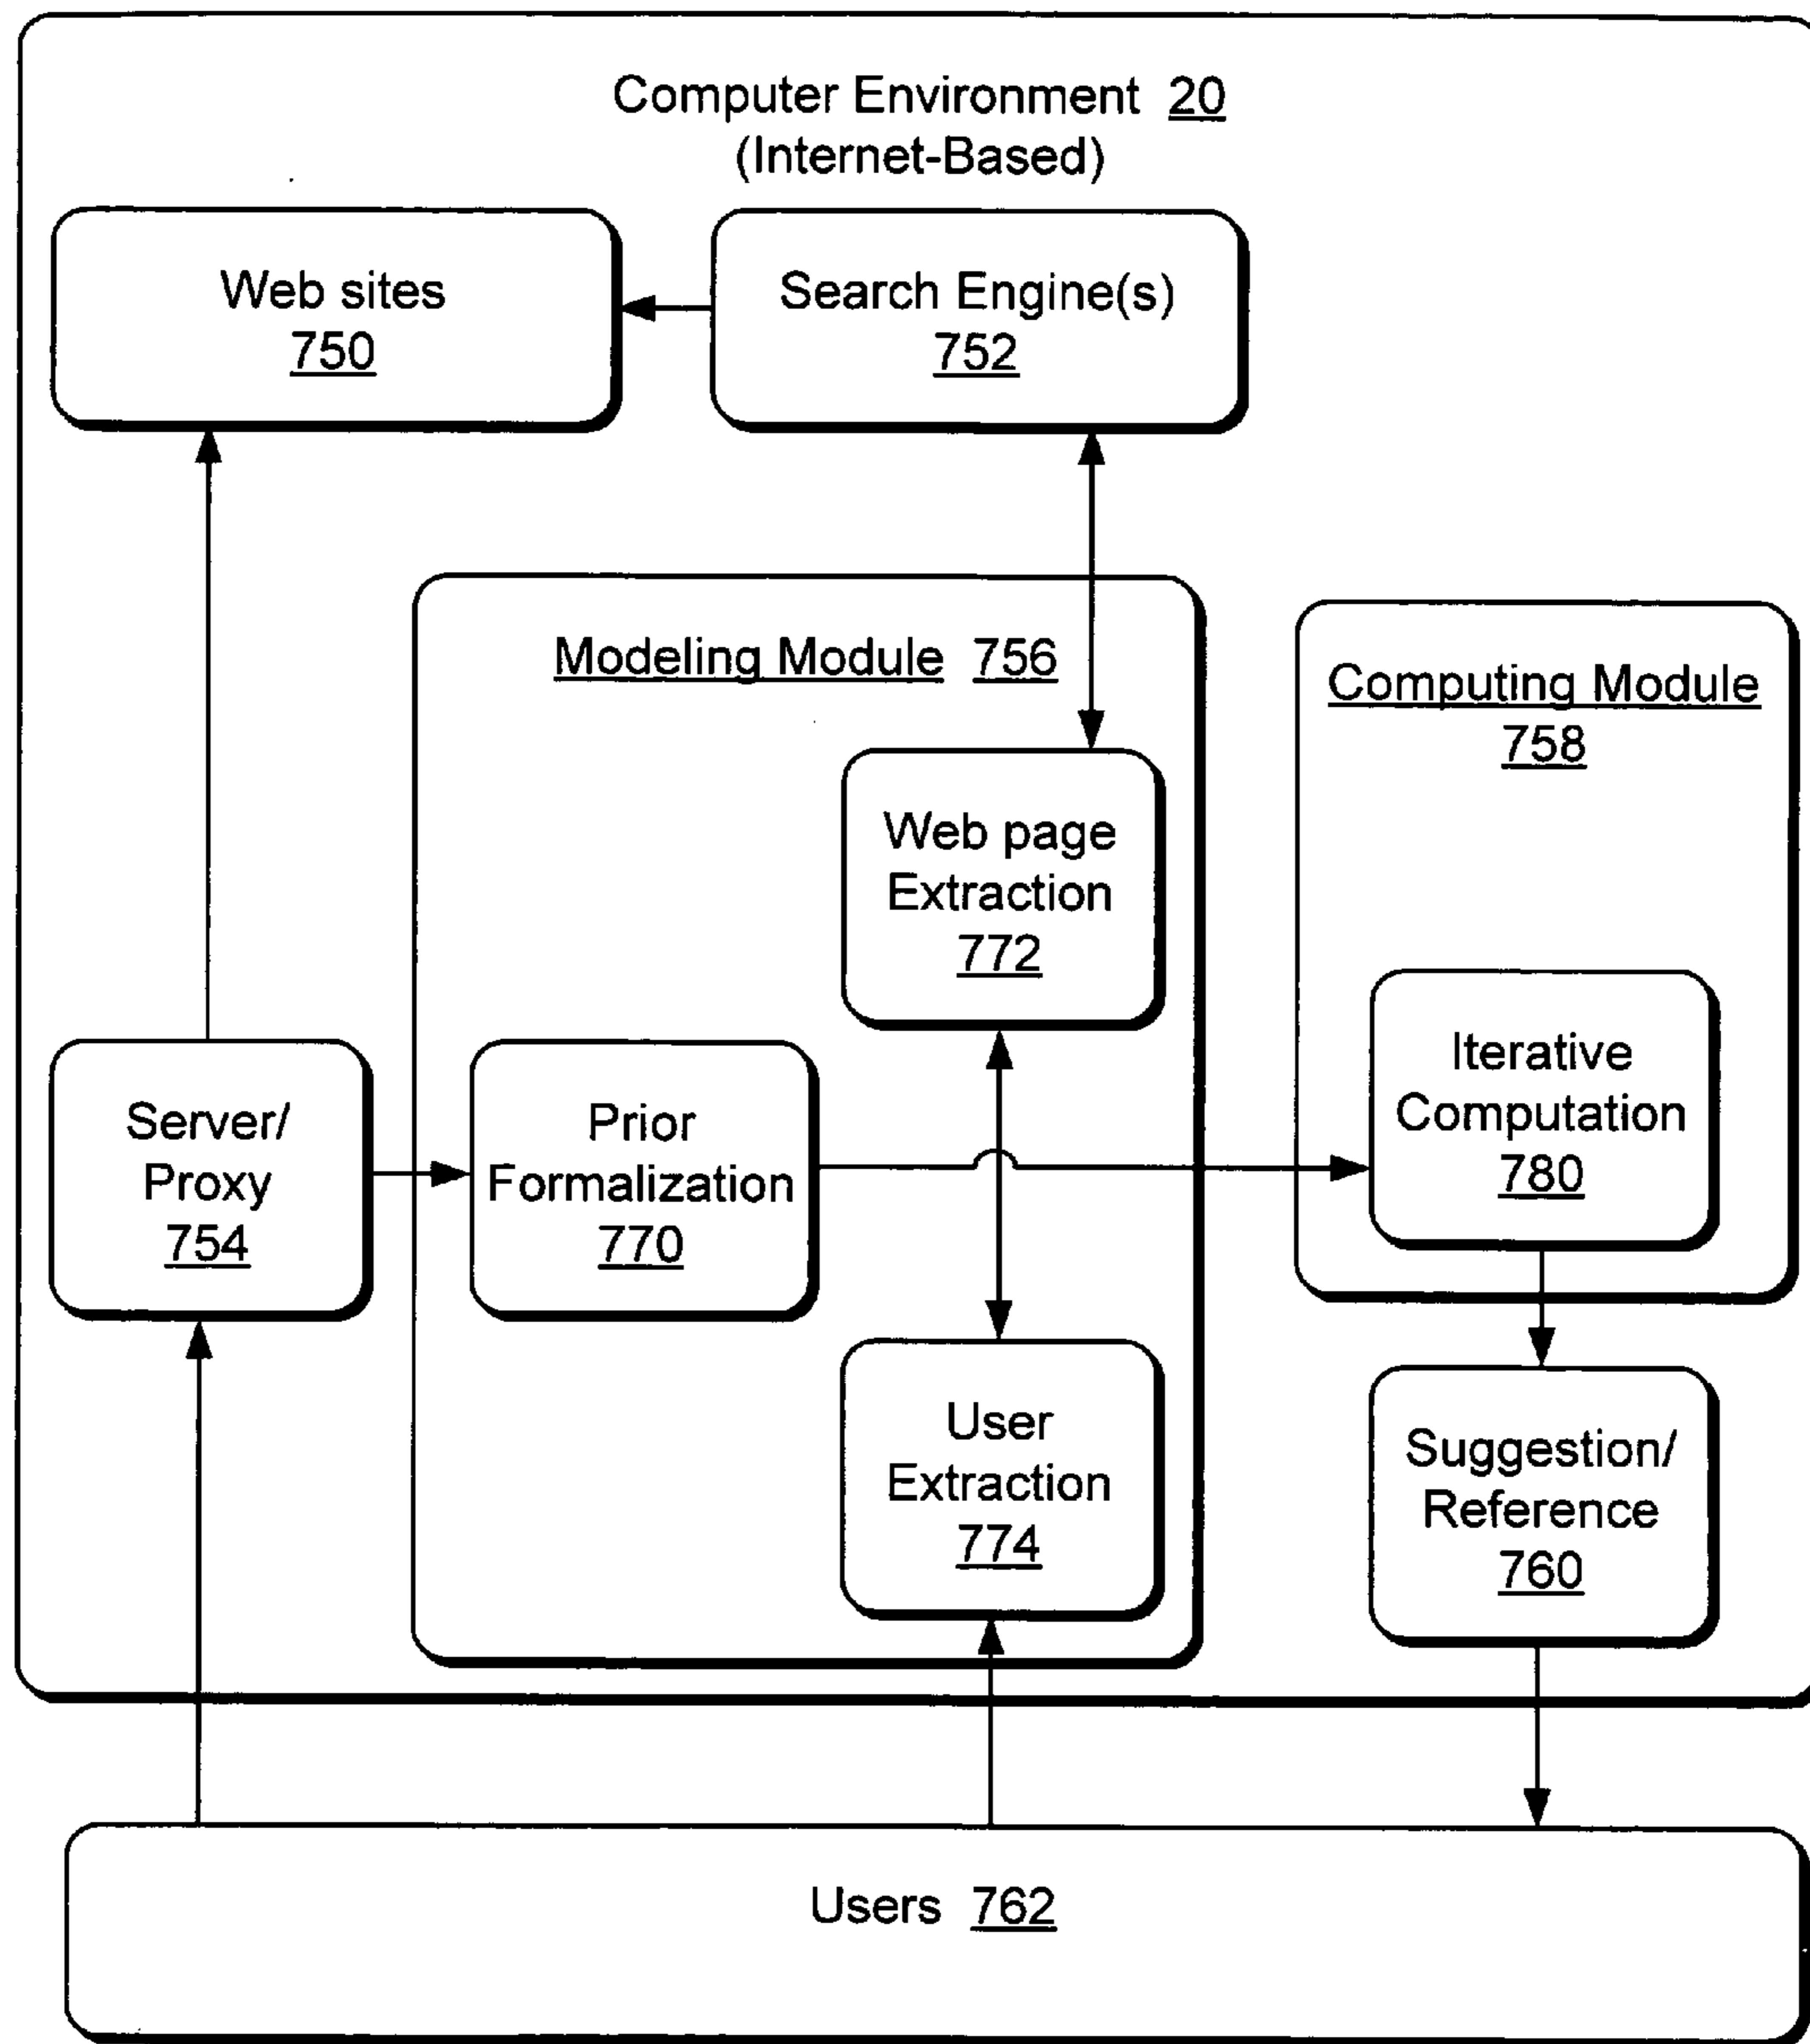 Computer Environment 20
(Internet-Based)
Web sites
750
Search Engine(s)
752
Modeling Module 756
Computing Module
758
Web page
Extraction
772
Server/
Proxy
754
Prior
Formalization
770
Iterative
Computation
780
User
Extraction
774
Suggestion/
Reference
760
Users 762